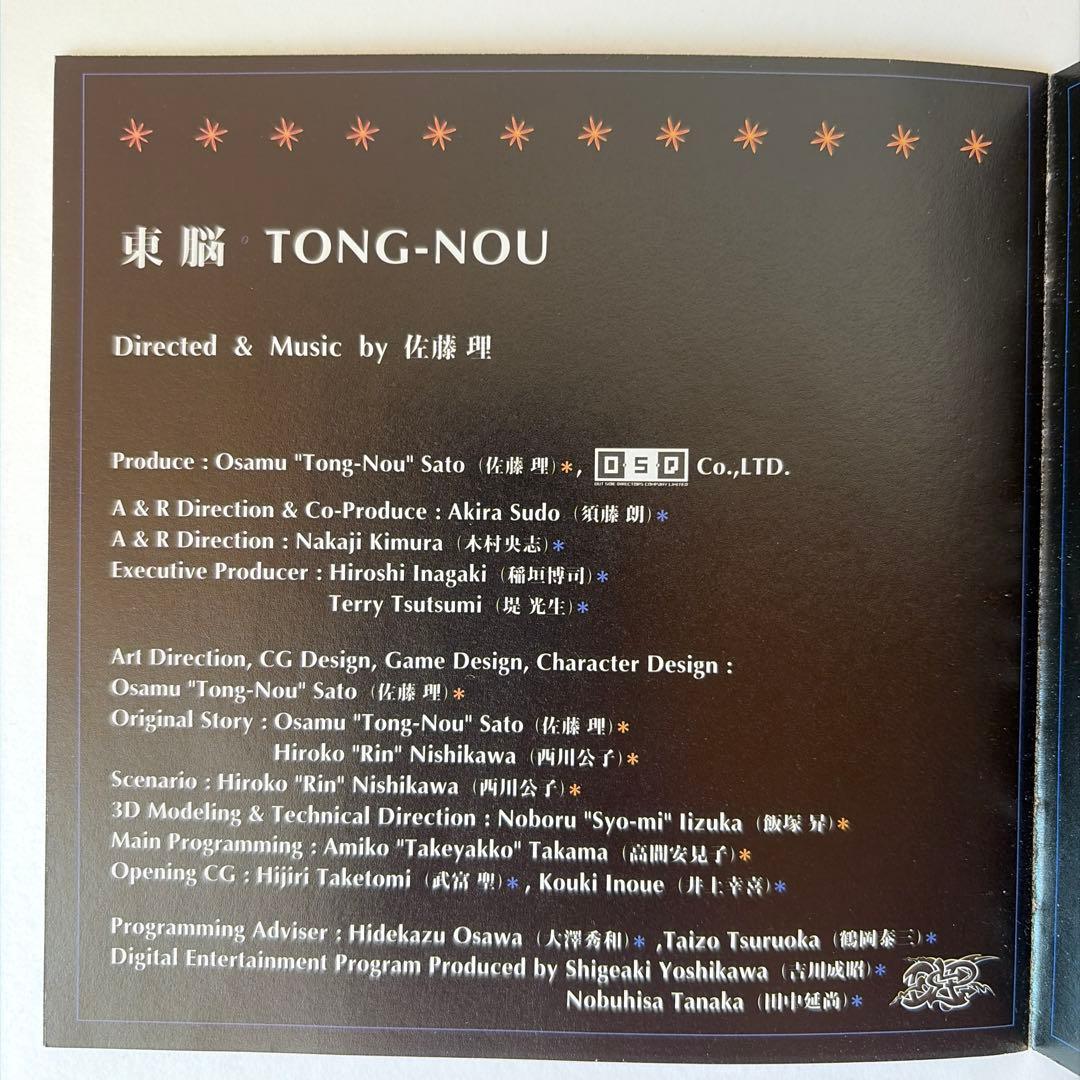 東脳 TONG-NOU
Directed & Music by 佐藤 理
Produce : Osamu "Tong-Nou" Sato (佐藤 理)*, O·S·D Co.,LTD.
OUT SIDE DIRECTORS COMPANY LIMITED
A & R Direction & Co-Produce : Akira Sudo (須藤 朗)*
A & R Direction : Nakaji Kimura (木村央志)*
Executive Producer : Hiroshi Inagaki (稲垣博司)*
Terry Tsutsumi (堤 光生)*
Art Direction, CG Design, Game Design, Character Design :
Osamu "Tong-Nou" Sato (佐藤 理)*
Original Story : Osamu "Tong-Nou" Sato (佐藤 理)*
Hiroko "Rin" Nishikawa (西川公子)*
Scenario : Hiroko "Rin" Nishikawa (西川公子)*
3D Modeling & Technical Direction : Noboru "Syo-mi" Iizuka (飯塚 昇)*
Main Programming : Amiko "Takeyakko" Takama (高間安見子)*
Opening CG : Hijiri Taketomi (武富 聖)*, Kouki Inoue (井上幸喜)*
Programming Adviser : Hidekazu Osawa (大澤秀和)* ,Taizo Tsuruoka (鶴岡泰三)*
Digital Entertainment Program Produced by Shigeaki Yoshikawa (吉川成昭)*
Nobuhisa Tanaka (田中延尚)*